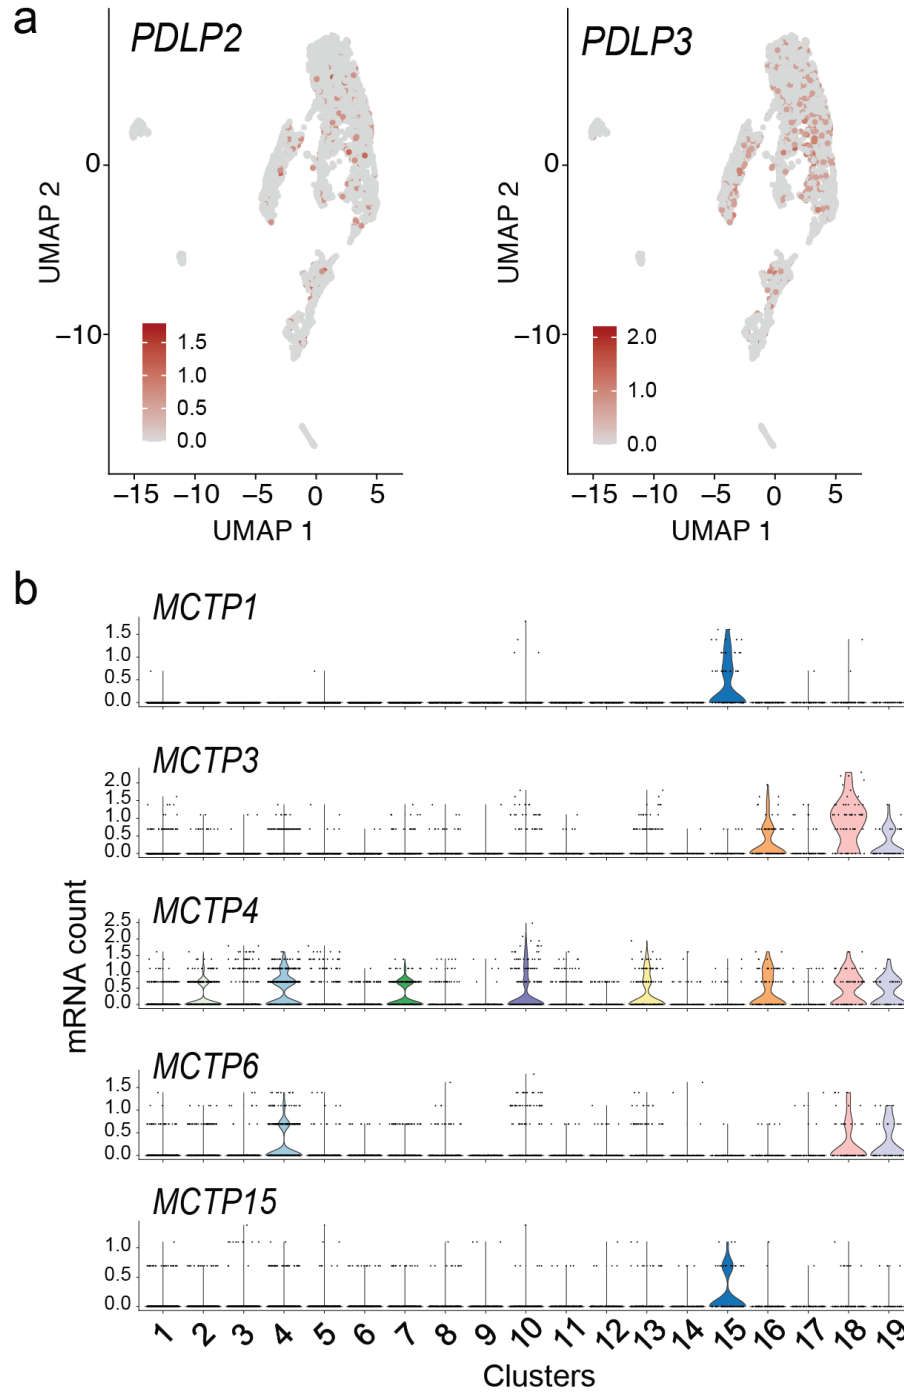 a
PDLP2
PDLP3
UMAP 2
UMAP 2
0
−10
0
−10
1.5
1.0
0.5
0.0
2.0
1.0
0.0
−15 −10 −5 0 5
−15 −10 −5 0 5
UMAP 1
UMAP 1
b
mRNA count
MCTP1
1.5
1.0
0.5
0.0
MCTP3
2.0
1.5
1.0
0.5
0.0
MCTP4
2.5
2.0
1.5
1.0
0.5
0.0
MCTP6
1.5
1.0
0.5
0.0
MCTP15
1.0
0.5
0.0
1 2 3 4 5 6 7 8 9 10 11 12 13 14 15 16 17 18 19
Clusters